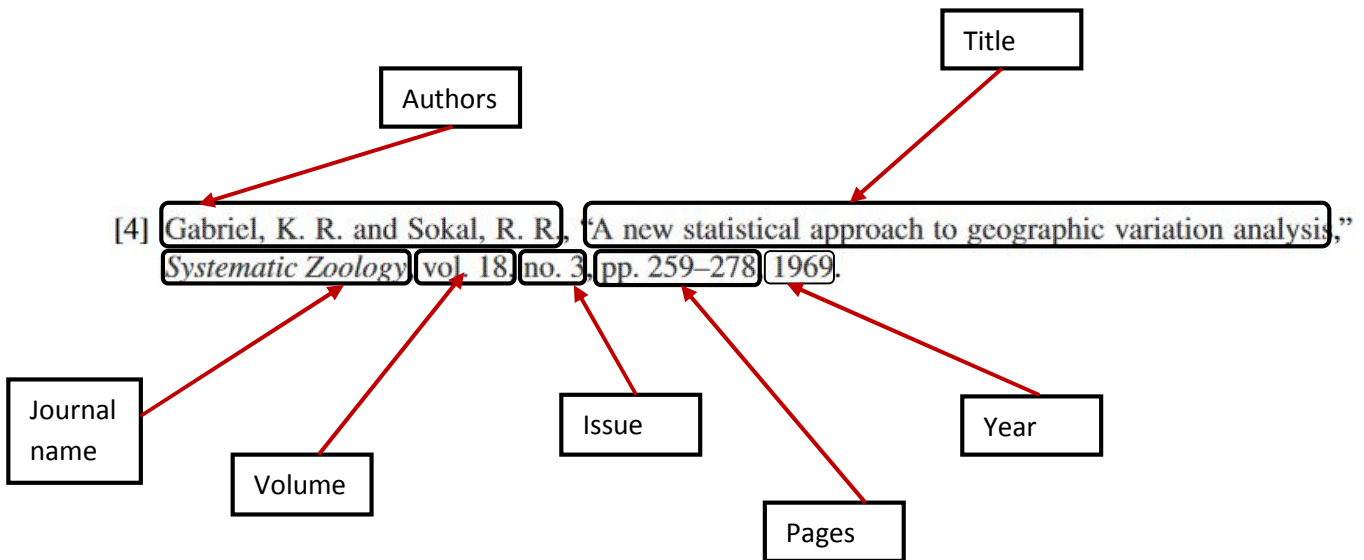 Title
Authors
[4] Gabriel, K. R. and Sokal, R. R., “A new statistical approach to geographic variation analysis,”
Systematic Zoology, vol. 18, no. 3, pp. 259–278, 1969.
Journal
name
Issue
Year
Volume
Pages